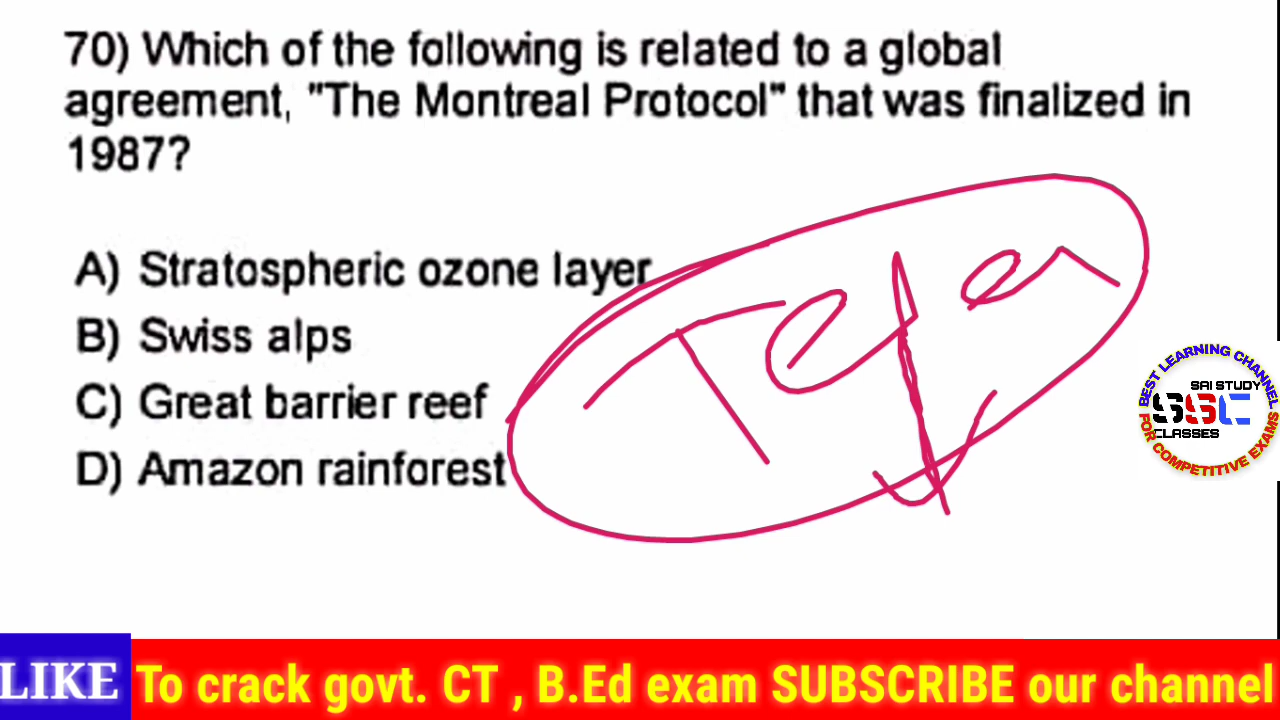 70) Which of the following is related to a global
agreement, "The Montreal Protocol" that was finalized in
1987?
A) Stratospheric ozone layer
B) Swiss alps
C) Great barrier reef
D) Amazon rainforest
BEST LEARNING CHANNEL
SAI STUDY
SSC
CLASSES
FOR COMPETITIVE EXAMS
LIKE
To crack govt. CT , B.Ed exam SUBSCRIBE our channel